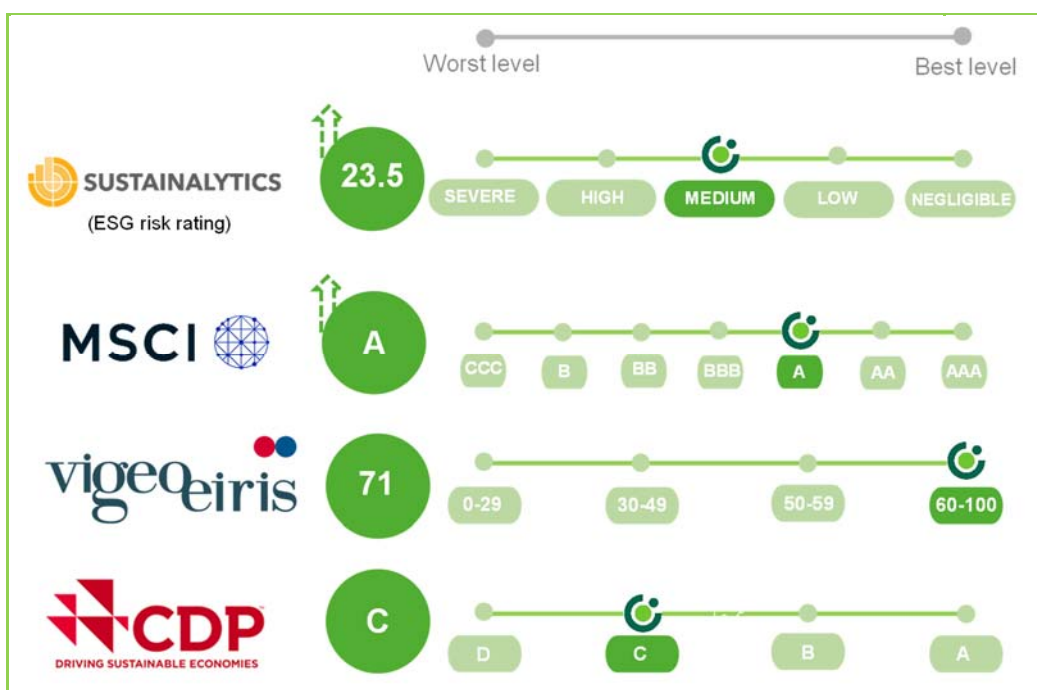 Worst level
Best level
23.5
SUSTAINALYTICS
(ESG risk rating)
SEVERE
HIGH
MEDIUM
LOW
NEGLIGIBLE
MSCI
A
CCC
B
BB
BBB
A
AA
AAA
vigeoeiris
71
0-29
30-49
50-59
60-100
CDP
DRIVING SUSTAINABLE ECONOMIES
C
D
C
B
A